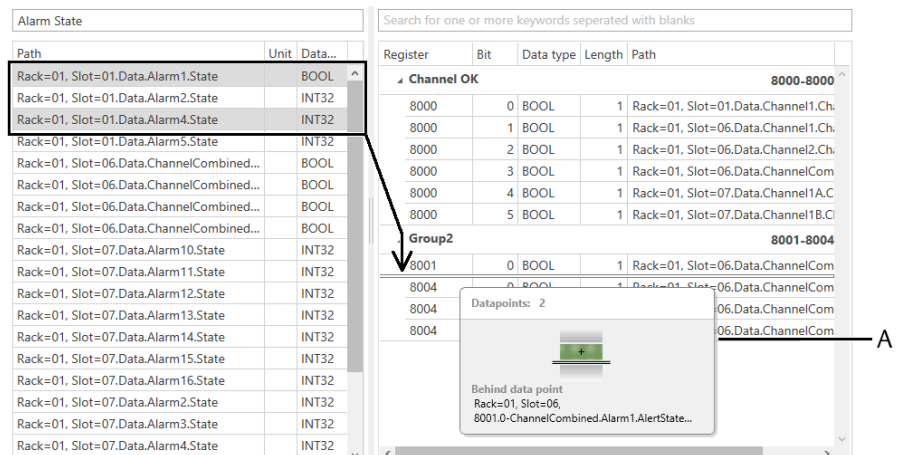 Alarm State
Path Unit Data...
Rack=01, Slot=01.Data.Alarm1.State BOOL
Rack=01, Slot=01.Data.Alarm2.State INT32
Rack=01, Slot=01.Data.Alarm4.State INT32
Rack=01, Slot=01.Data.Alarm5.State INT32
Rack=01, Slot=06.Data.ChannelCombined... BOOL
Rack=01, Slot=06.Data.ChannelCombined... BOOL
Rack=01, Slot=06.Data.ChannelCombined... BOOL
Rack=01, Slot=06.Data.ChannelCombined... BOOL
Rack=01, Slot=07.Data.Alarm10.State INT32
Rack=01, Slot=07.Data.Alarm11.State INT32
Rack=01, Slot=07.Data.Alarm12.State INT32
Rack=01, Slot=07.Data.Alarm13.State INT32
Rack=01, Slot=07.Data.Alarm14.State INT32
Rack=01, Slot=07.Data.Alarm15.State INT32
Rack=01, Slot=07.Data.Alarm16.State INT32
Rack=01, Slot=07.Data.Alarm2.State INT32
Rack=01, Slot=07.Data.Alarm3.State INT32
Rack=01, Slot=07.Data.Alarm4.State INT32
Search for one or more keywords seperated with blanks
Register Bit Data type Length Path
Channel OK 8000-8000
8000 0 BOOL 1 Rack=01, Slot=01.Data.Channel1.Cha
8000 1 BOOL 1 Rack=01, Slot=06.Data.Channel1.Cha
8000 2 BOOL 1 Rack=01, Slot=06.Data.Channel2.Cha
8000 3 BOOL 1 Rack=01, Slot=06.Data.ChannelCom
8000 4 BOOL 1 Rack=01, Slot=07.Data.Channel1A.C
8000 5 BOOL 1 Rack=01, Slot=07.Data.Channel1B.C
Group2 8001-8004
8001 0 BOOL 1 Rack=01, Slot=06.Data.ChannelCom
8004 0 BOOL 1 Rack=01, Slot=06.Data.ChannelCom
8004 =06.Data.ChannelCom
8004 =06.Data.ChannelCom
Datapoints: 2
+
Behind data point
Rack=01, Slot=06,
8001.0-ChannelCombined.Alarm1.AlertState...
A